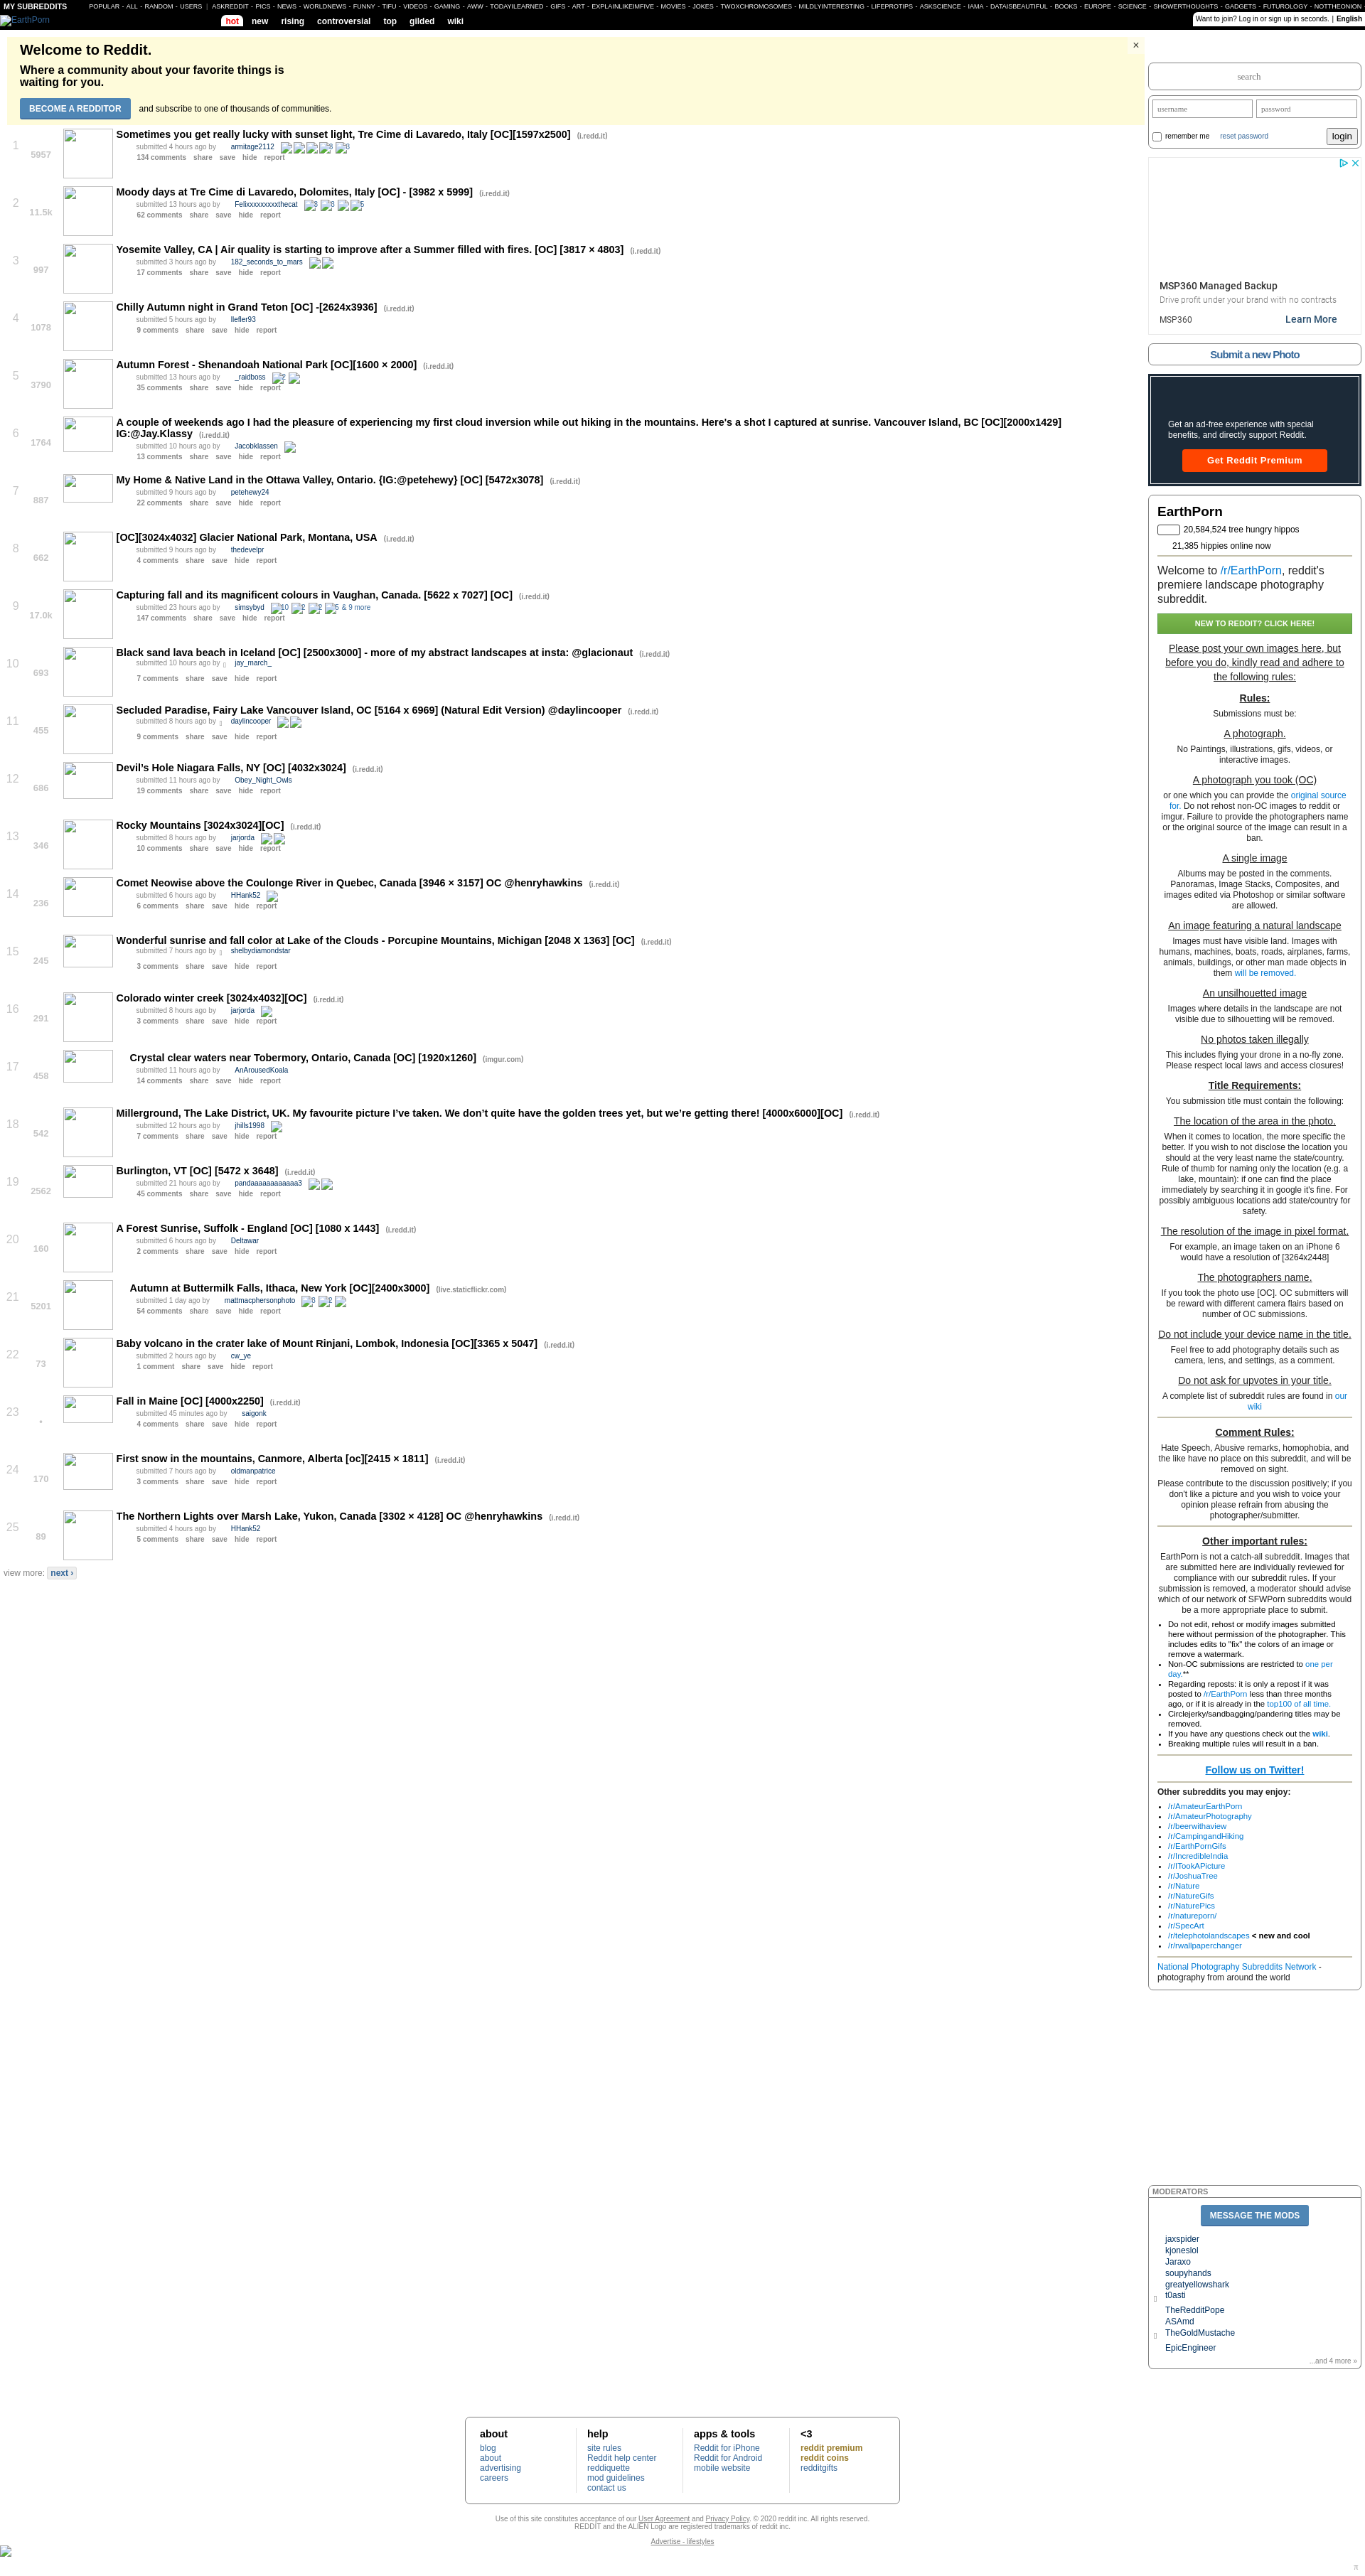 MY SUBREDDITS POPULAR - ALL - RANDOM - USERS | ASKREDDIT - PICS - NEWS - WORLDNEWS - FUNNY - TIFU - VIDEOS - GAMING - AWW - TODAYILEARNED - GIFS - ART - EXPLAINLIKEIMFIVE - MOVIES - JOKES - TWOXCHROMOSOMES - MILDLYINTERESTING - LIFEPROTIPS - ASKSCIENCE - IAMA - DATAISBEAUTIFUL - BOOKS - EUROPE - SCIENCE - SHOWERTHOUGHTS - GADGETS - FUTUROLOGY - NOTTHEONION
EarthPorn hot new rising controversial top gilded wiki Want to join? Log in or sign up in seconds. | English
Welcome to Reddit.
×
Where a community about your favorite things is
waiting for you.
BECOME A REDDITOR and subscribe to one of thousands of communities.
1
5957
Sometimes you get really lucky with sunset light, Tre Cime di Lavaredo, Italy [OC][1597x2500] (i.redd.it)
submitted 4 hours ago by armitage2112 8 8
134 comments share save hide report
2
11.5k
Moody days at Tre Cime di Lavaredo, Dolomites, Italy [OC] - [3982 x 5999] (i.redd.it)
submitted 13 hours ago by Felixxxxxxxxxthecat 8 8 5
62 comments share save hide report
3
997
Yosemite Valley, CA | Air quality is starting to improve after a Summer filled with fires. [OC] [3817 × 4803] (i.redd.it)
submitted 3 hours ago by 182_seconds_to_mars
17 comments share save hide report
4
1078
Chilly Autumn night in Grand Teton [OC] -[2624x3936] (i.redd.it)
submitted 5 hours ago by llefler93
9 comments share save hide report
5
3790
Autumn Forest - Shenandoah National Park [OC][1600 × 2000] (i.redd.it)
submitted 13 hours ago by _raidboss 2
35 comments share save hide report
6
1764
A couple of weekends ago I had the pleasure of experiencing my first cloud inversion while out hiking in the mountains. Here's a shot I captured at sunrise. Vancouver Island, BC [OC][2000x1429]
IG:@Jay.Klassy (i.redd.it)
submitted 10 hours ago by Jacobklassen
13 comments share save hide report
7
887
My Home & Native Land in the Ottawa Valley, Ontario. {IG:@petehewy} [OC] [5472x3078] (i.redd.it)
submitted 9 hours ago by petehewy24
22 comments share save hide report
8
662
[OC][3024x4032] Glacier National Park, Montana, USA (i.redd.it)
submitted 9 hours ago by thedevelpr
4 comments share save hide report
9
17.0k
Capturing fall and its magnificent colours in Vaughan, Canada. [5622 x 7027] [OC] (i.redd.it)
submitted 23 hours ago by simsybyd 10 2 2 5 & 9 more
147 comments share save hide report
10
693
Black sand lava beach in Iceland [OC] [2500x3000] - more of my abstract landscapes at insta: @glacionaut (i.redd.it)
submitted 10 hours ago by jay_march_
7 comments share save hide report
11
455
Secluded Paradise, Fairy Lake Vancouver Island, OC [5164 x 6969] (Natural Edit Version) @daylincooper (i.redd.it)
submitted 8 hours ago by daylincooper
9 comments share save hide report
12
686
Devil's Hole Niagara Falls, NY [OC] [4032x3024] (i.redd.it)
submitted 11 hours ago by Obey_Night_Owls
19 comments share save hide report
13
346
Rocky Mountains [3024x3024][OC] (i.redd.it)
submitted 8 hours ago by jarjorda
10 comments share save hide report
14
236
Comet Neowise above the Coulonge River in Quebec, Canada [3946 × 3157] OC @henryhawkins (i.redd.it)
submitted 6 hours ago by HHank52
6 comments share save hide report
15
245
Wonderful sunrise and fall color at Lake of the Clouds - Porcupine Mountains, Michigan [2048 X 1363] [OC] (i.redd.it)
submitted 7 hours ago by shelbydiamondstar
3 comments share save hide report
16
291
Colorado winter creek [3024x4032][OC] (i.redd.it)
submitted 8 hours ago by jarjorda
3 comments share save hide report
17
458
Crystal clear waters near Tobermory, Ontario, Canada [OC] [1920x1260] (imgur.com)
submitted 11 hours ago by AnArousedKoala
14 comments share save hide report
18
542
Millerground, The Lake District, UK. My favourite picture I've taken. We don't quite have the golden trees yet, but we're getting there! [4000x6000][OC] (i.redd.it)
submitted 12 hours ago by jhills1998
7 comments share save hide report
19
2562
Burlington, VT [OC] [5472 x 3648] (i.redd.it)
submitted 21 hours ago by pandaaaaaaaaaaaa3
45 comments share save hide report
20
160
A Forest Sunrise, Suffolk - England [OC] [1080 x 1443] (i.redd.it)
submitted 6 hours ago by Deltawar
2 comments share save hide report
21
5201
Autumn at Buttermilk Falls, Ithaca, New York [OC][2400x3000] (live.staticflickr.com)
submitted 1 day ago by mattmacphersonphoto 3 2
54 comments share save hide report
22
73
Baby volcano in the crater lake of Mount Rinjani, Lombok, Indonesia [OC][3365 x 5047] (i.redd.it)
submitted 2 hours ago by cw_ye
1 comment share save hide report
23
•
Fall in Maine [OC] [4000x2250] (i.redd.it)
submitted 45 minutes ago by saigonk
4 comments share save hide report
24
170
First snow in the mountains, Canmore, Alberta [oc][2415 × 1811] (i.redd.it)
submitted 7 hours ago by oldmanpatrice
3 comments share save hide report
25
89
The Northern Lights over Marsh Lake, Yukon, Canada [3302 × 4128] OC @henryhawkins (i.redd.it)
submitted 4 hours ago by HHank52
5 comments share save hide report
view more: next ›
search
username password
remember me reset password login
MSP360 Managed Backup
Drive profit under your brand with no contracts
MSP360 Learn More
Submit a new Photo
Get an ad-free experience with special
benefits, and directly support Reddit.
Get Reddit Premium
EarthPorn
20,584,524 tree hungry hippos
21,385 hippies online now
Welcome to /r/EarthPorn, reddit's
premiere landscape photography
subreddit.
NEW TO REDDIT? CLICK HERE!
Please post your own images here, but
before you do, kindly read and adhere to
the following rules:
Rules:
Submissions must be:
A photograph.
No Paintings, illustrations, gifs, videos, or
interactive images.
A photograph you took (OC)
or one which you can provide the original source
for. Do not rehost non-OC images to reddit or
imgur. Failure to provide the photographers name
or the original source of the image can result in a
ban.
A single image
Albums may be posted in the comments.
Panoramas, Image Stacks, Composites, and
images edited via Photoshop or similar software
are allowed.
An image featuring a natural landscape
Images must have visible land. Images with
humans, machines, boats, roads, airplanes, farms,
animals, buildings, or other man made objects in
them will be removed.
An unsilhouetted image
Images where details in the landscape are not
visible due to silhouetting will be removed.
No photos taken illegally
This includes flying your drone in a no-fly zone.
Please respect local laws and access closures!
Title Requirements:
You submission title must contain the following:
The location of the area in the photo.
When it comes to location, the more specific the
better. If you wish to not disclose the location you
should at the very least name the state/country.
Rule of thumb for naming only the location (e.g. a
lake, mountain): if one can find the place
immediately by searching it in google it's fine. For
possibly ambiguous locations add state/country for
safety.
The resolution of the image in pixel format.
For example, an image taken on an iPhone 6
would have a resolution of [3264x2448]
The photographers name.
If you took the photo use [OC]. OC submitters will
be reward with different camera flairs based on
number of OC submissions.
Do not include your device name in the title.
Feel free to add photography details such as
camera, lens, and settings, as a comment.
Do not ask for upvotes in your title.
A complete list of subreddit rules are found in our
wiki
Comment Rules:
Hate Speech, Abusive remarks, homophobia, and
the like have no place on this subreddit, and will be
removed on sight.
Please contribute to the discussion positively; if you
don't like a picture and you wish to voice your
opinion please refrain from abusing the
photographer/submitter.
Other important rules:
EarthPorn is not a catch-all subreddit. Images that
are submitted here are individually reviewed for
compliance with our subreddit rules. If your
submission is removed, a moderator should advise
which of our network of SFWPorn subreddits would
be a more appropriate place to submit.
• Do not edit, rehost or modify images submitted
here without permission of the photographer. This
includes edits to "fix" the colors of an image or
remove a watermark.
• Non-OC submissions are restricted to one per
day.**
• Regarding reposts: it is only a repost if it was
posted to /r/EarthPorn less than three months
ago, or if it is already in the top100 of all time.
• Circlejerky/sandbagging/pandering titles may be
removed.
• If you have any questions check out the wiki.
• Breaking multiple rules will result in a ban.
Follow us on Twitter!
Other subreddits you may enjoy:
• /r/AmateurEarthPorn
• /r/AmateurPhotography
• /r/beerwithaview
• /r/CampingandHiking
• /r/EarthPornGifs
• /r/IncredibleIndia
• /r/ITookAPicture
• /r/JoshuaTree
• /r/Nature
• /r/NatureGifs
• /r/NaturePics
• /r/natureporn/
• /r/SpecArt
• /r/telephotolandscapes < new and cool
• /r/rwallpaperchanger
National Photography Subreddits Network -
photography from around the world
MODERATORS
MESSAGE THE MODS
jaxspider
kjoneslol
Jaraxo
soupyhands
greatyellowshark
t0asti
TheRedditPope
ASAmd
TheGoldMustache
EpicEngineer
...and 4 more »
about help apps & tools <3
blog site rules Reddit for iPhone reddit premium
about Reddit help center Reddit for Android reddit coins
advertising reddiquette mobile website redditgifts
careers mod guidelines
contact us
Use of this site constitutes acceptance of our User Agreement and Privacy Policy. © 2020 reddit inc. All rights reserved.
REDDIT and the ALIEN Logo are registered trademarks of reddit inc.
Advertise - lifestyles
π